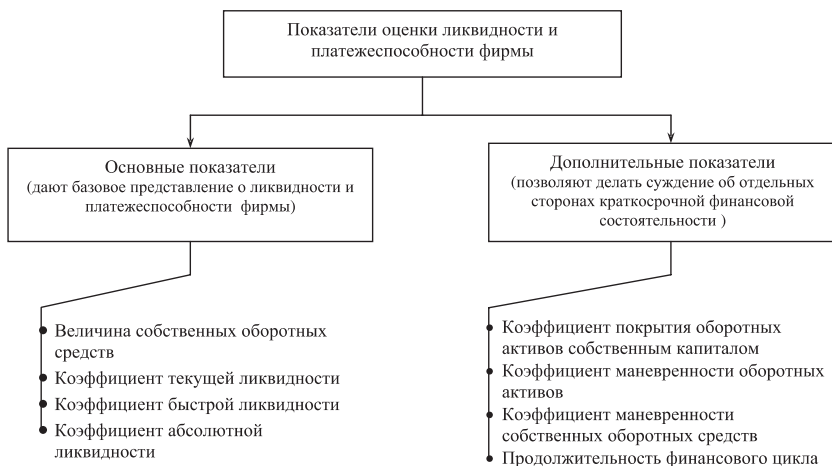 Показатели оценки ликвидности и
платежеспособности фирмы
Основные показатели
(дают базовое представление о ликвидности и
платежеспособности фирмы)
Дополнительные показатели
(позволяют делать суждение об отдельных
сторонах краткосрочной финансовой
состоятельности )
• Величина собственных оборотных
средств
• Коэффициент текущей ликвидности
• Коэффициент быстрой ликвидности
• Коэффициент абсолютной
ликвидности
• Коэффициент покрытия оборотных
активов собственным капиталом
• Коэффициент маневренности оборотных
активов
• Коэффициент маневренности
собственных оборотных средств
• Продолжительность финансового цикла